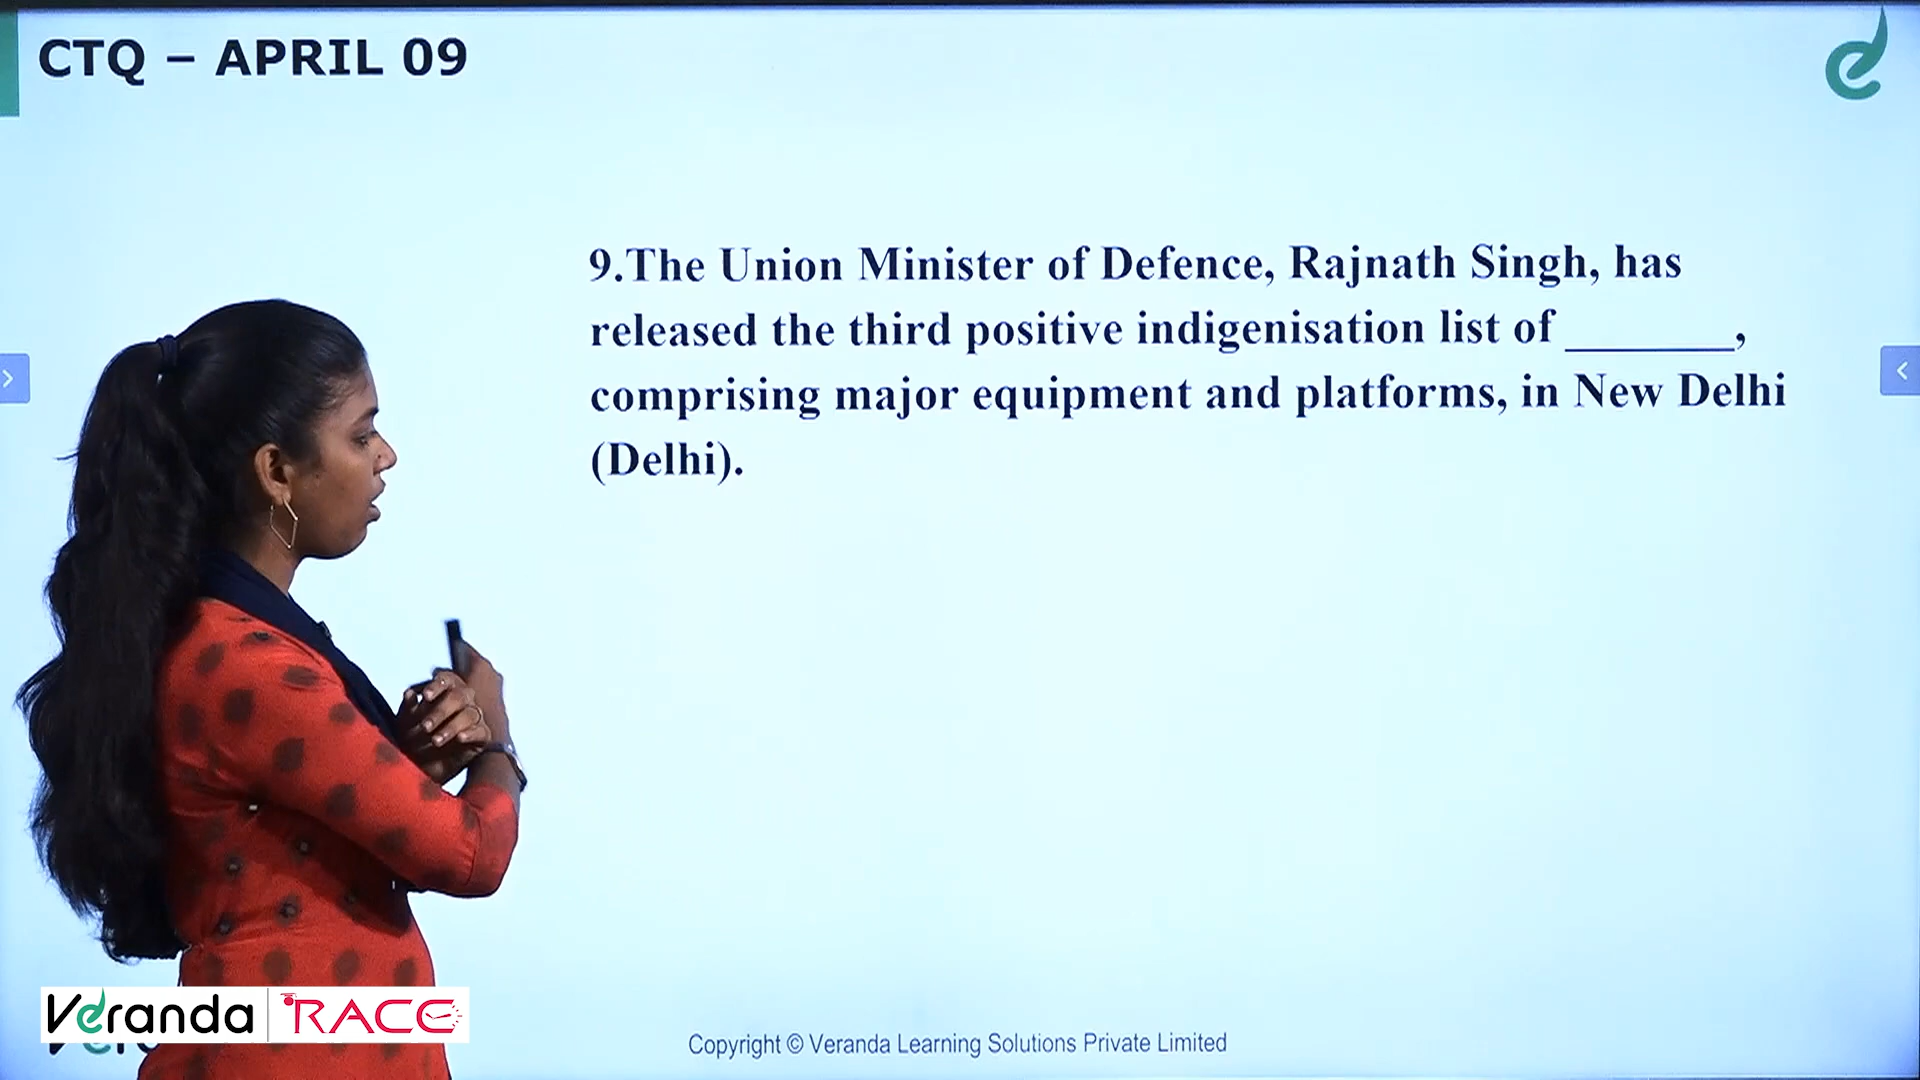 CTQ – APRIL 09
9.The Union Minister of Defence, Rajnath Singh, has
released the third positive indigenisation list of _______,
comprising major equipment and platforms, in New Delhi
(Delhi).
Veranda RACE
Copyright © Veranda Learning Solutions Private Limited